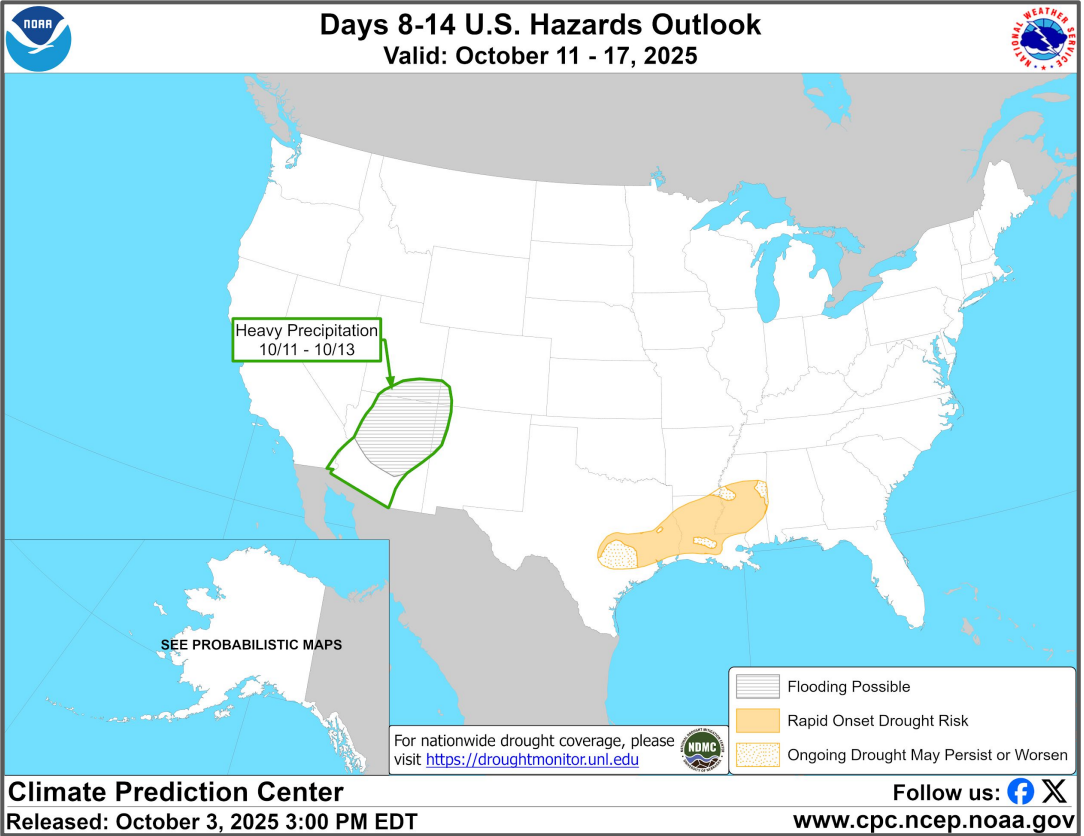 NOAA
Days 8-14 U.S. Hazards Outlook
Valid: October 11 - 17, 2025
NATIONAL WEATHER SERVICE
Heavy Precipitation
10/11 - 10/13
SEE PROBABILISTIC MAPS
Flooding Possible
Rapid Onset Drought Risk
Ongoing Drought May Persist or Worsen
For nationwide drought coverage, please
visit https://droughtmonitor.unl.edu
NDMC
Climate Prediction Center
Follow us:
Released: October 3, 2025 3:00 PM EDT
www.cpc.ncep.noaa.gov